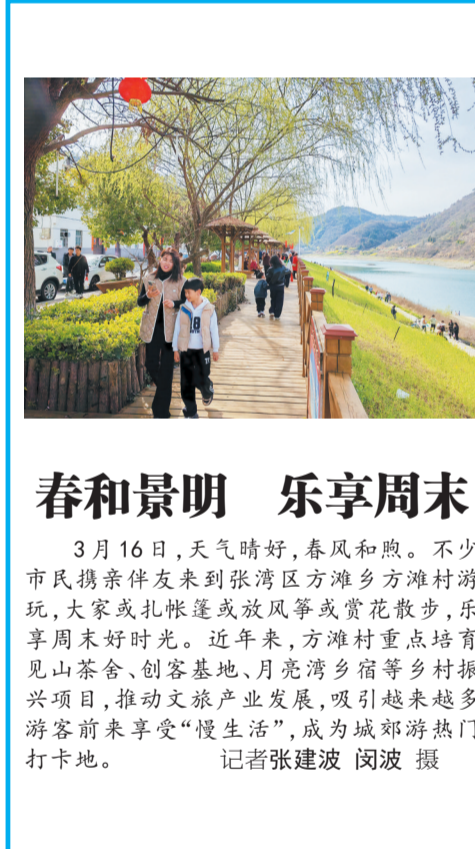 春和景明 乐享周末
3月16日,天气晴好,春风和煦。不少
市民携亲伴友来到张湾区方滩乡方滩村游
玩,大家或扎帐篷或放风筝或赏花散步,乐
享周末好时光。近年来,方滩村重点培育
见山茶舍、创客基地、月亮湾乡宿等乡村振
兴项目,推动文旅产业发展,吸引越来越多
游客前来享受“慢生活”,成为城郊游热门
打卡地。 记者张建波 闵波 摄